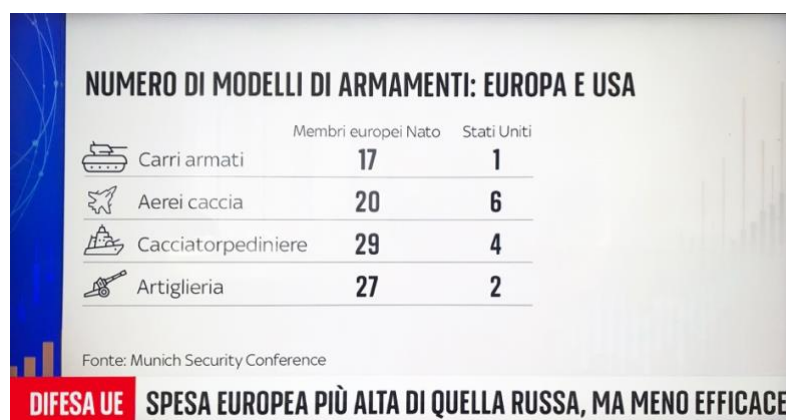 NUMERO DI MODELLI DI ARMAMENTI: EUROPA E USA
Membri europei Nato Stati Uniti
Carri armati 17 1
Aerei caccia 20 6
Cacciatorpediniere 29 4
Artiglieria 27 2
Fonte: Munich Security Conference
DIFESA UE SPESA EUROPEA PIÙ ALTA DI QUELLA RUSSA, MA MENO EFFICACE